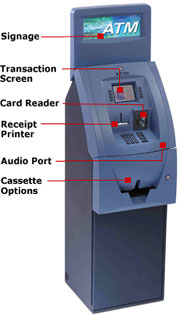 ATM
Signage
Transaction
Screen
Card Reader
Receipt
Printer
Audio Port
Cassette
Options